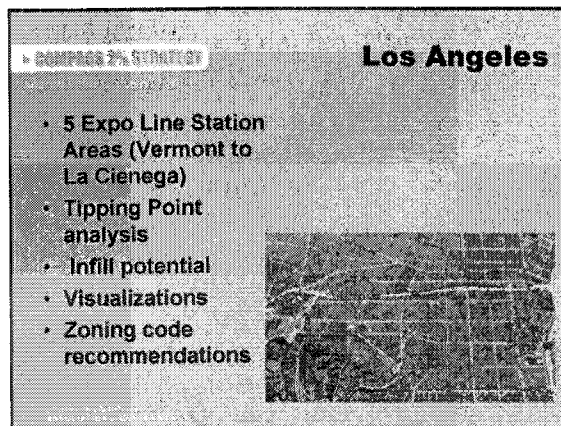 COMPASS 2% STRATEGY
Los Angeles
• 5 Expo Line Station
Areas (Vermont to
La Cienega)
• Tipping Point
analysis
• Infill potential
• Visualizations
• Zoning code
recommendations